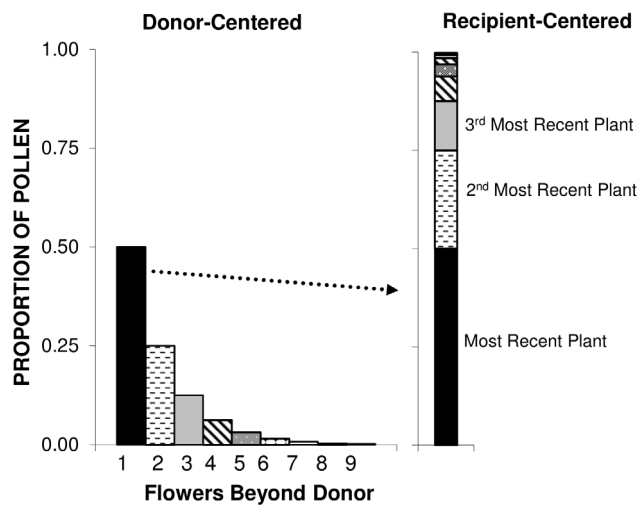 Donor-Centered
Recipient-Centered
PROPORTION OF POLLEN
1.00
0.75
0.50
0.25
0.00
1 2 3 4 5 6 7 8 9
Flowers Beyond Donor
3rd Most Recent Plant
2nd Most Recent Plant
Most Recent Plant